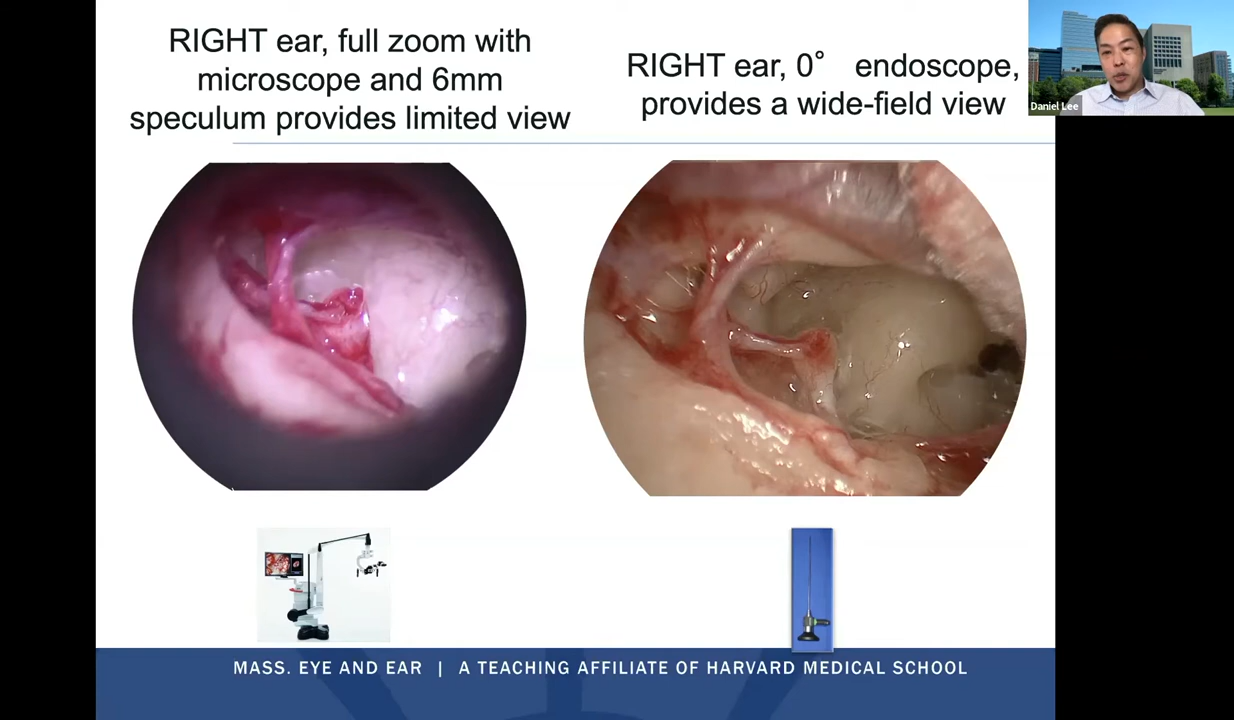 RIGHT ear, full zoom with
microscope and 6mm
speculum provides limited view
RIGHT ear, 0° endoscope,
provides a wide-field view
Daniel Lee
MASS. EYE AND EAR | A TEACHING AFFILIATE OF HARVARD MEDICAL SCHOOL